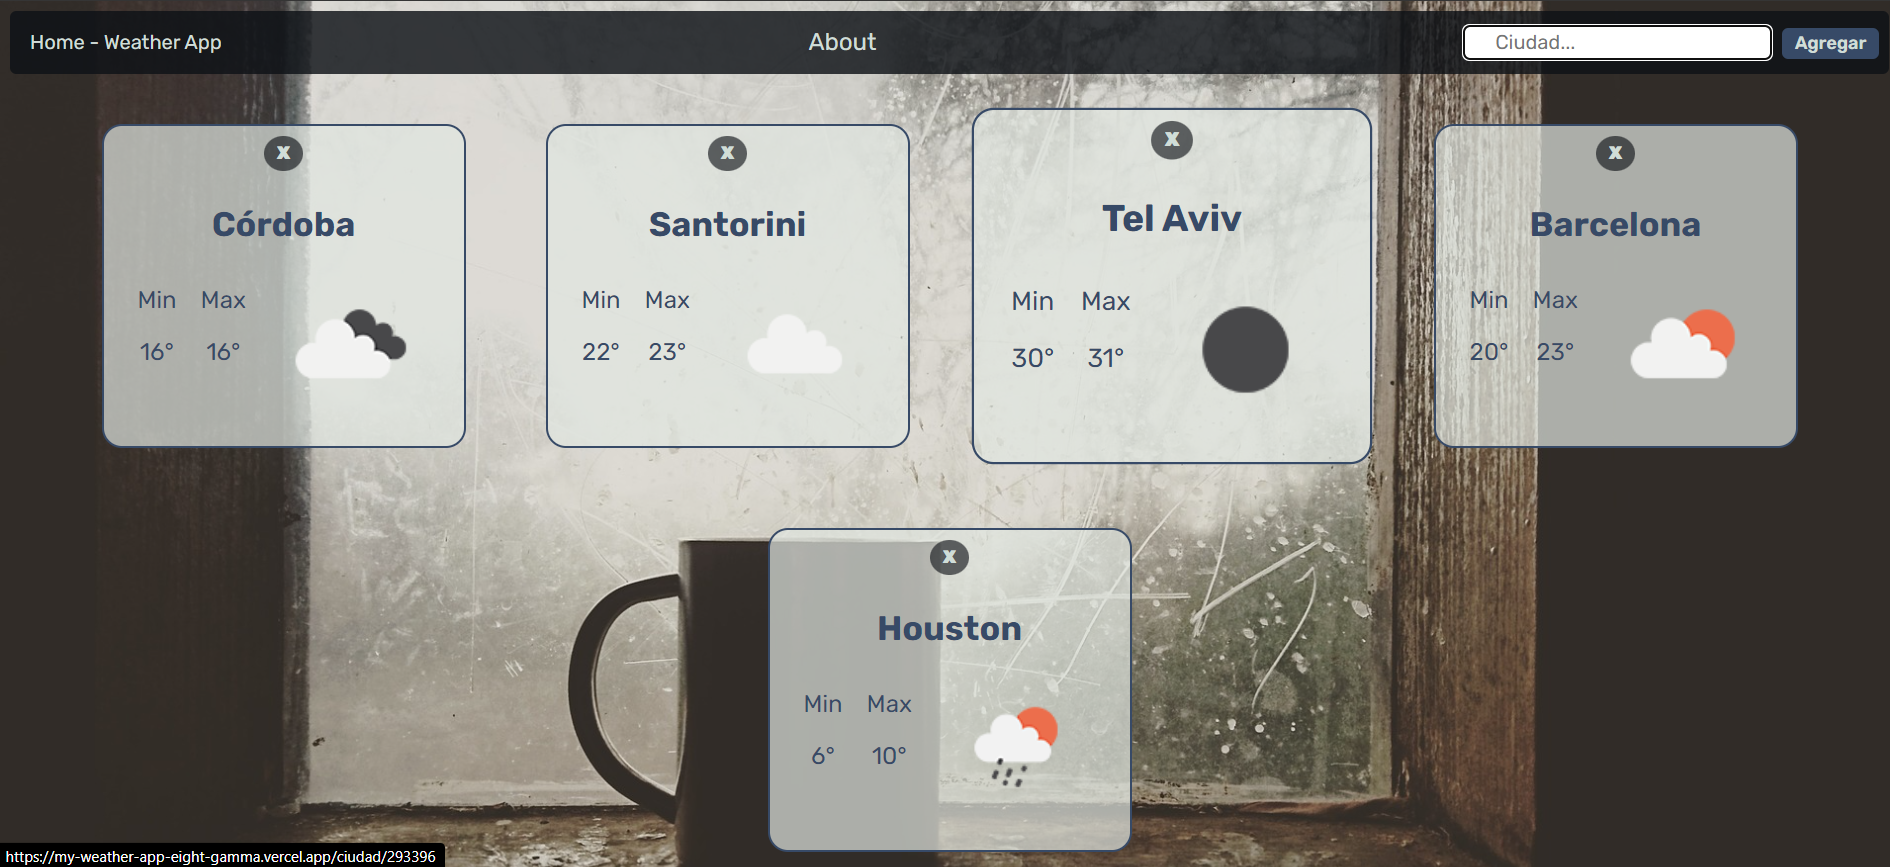 Home - Weather App
About
Ciudad...
Agregar
X
Córdoba
Min Max
16° 16°
X
Santorini
Min Max
22° 23°
X
Tel Aviv
Min Max
30° 31°
X
Barcelona
Min Max
20° 23°
X
Houston
Min Max
6° 10°
https://my-weather-app-eight-gamma.vercel.app/ciudad/293396